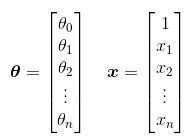 θ = [θ₀ θ₁ θ₂ ⋮ θₙ] x = [1 x₁ x₂ ⋮ xₙ]